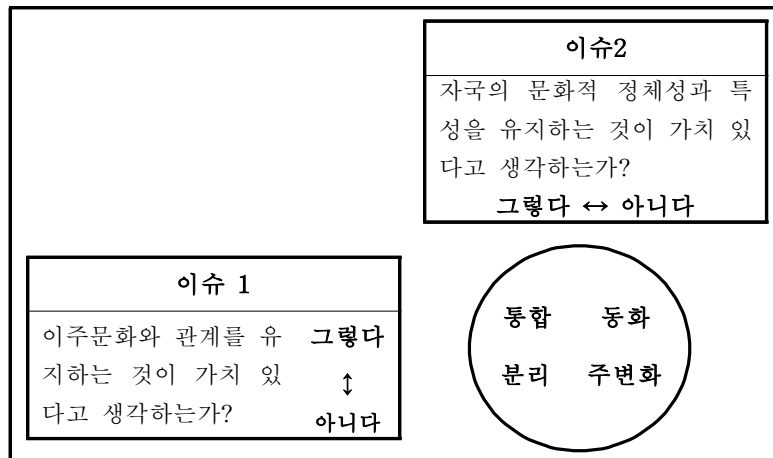 이슈2
자국의 문화적 정체성과 특
성을 유지하는 것이 가치 있
다고 생각하는가?
그렇다 ↔ 아니다
이슈 1
이주문화와 관계를 유
지하는 것이 가치 있
다고 생각하는가?
그렇다
↕
아니다
통합 동화
분리 주변화